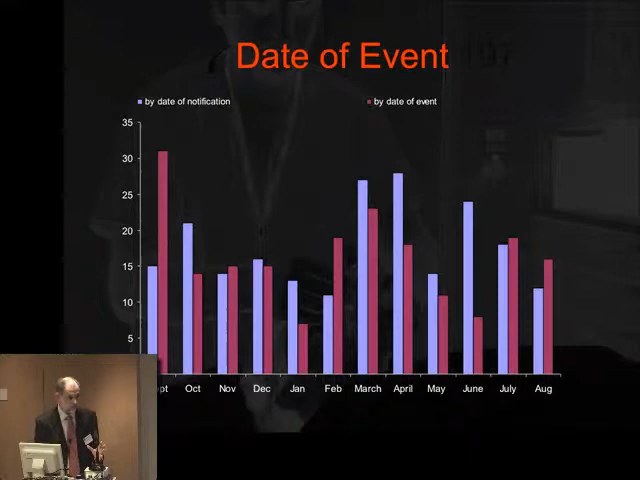 Date of Event
by date of notification by date of event
35
30
25
20
15
10
5
Oct Nov Dec Jan Feb March April May June July Aug